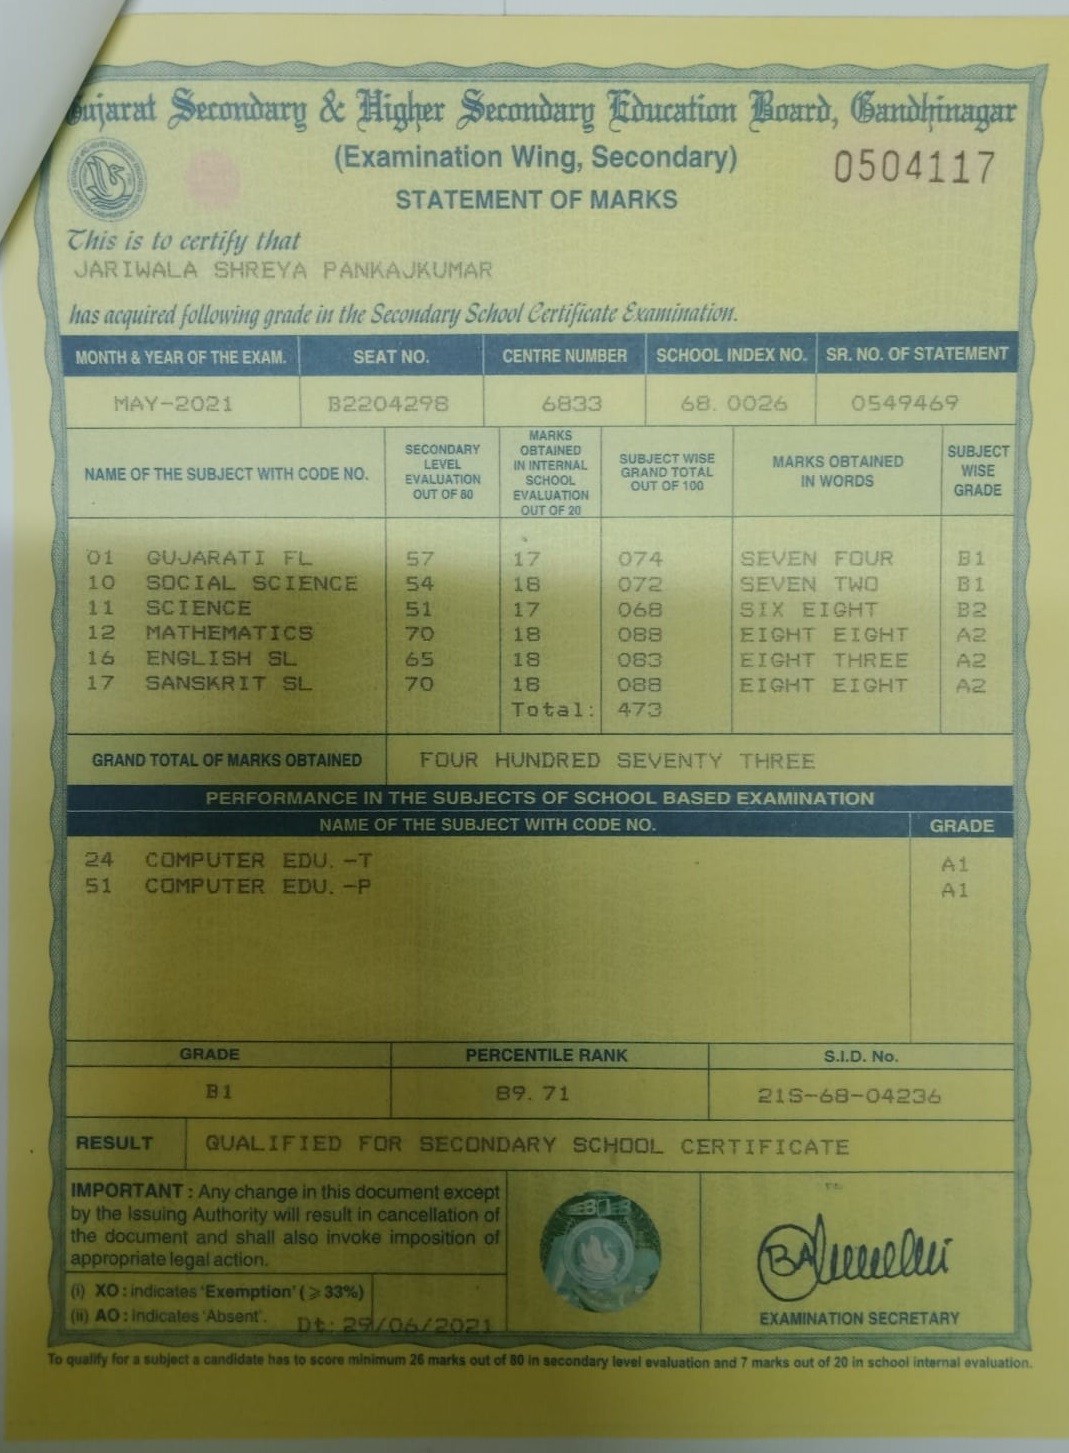 Gujarat Secondary & Higher Secondary Education Board, Gandhinagar
(Examination Wing, Secondary)
0504117
STATEMENT OF MARKS
This is to certify that
JARIWALA SHREYA PANKAJKUMAR
has acquired following grade in the Secondary School Certificate Examination.
MONTH & YEAR OF THE EXAM. SEAT NO. CENTRE NUMBER SCHOOL INDEX NO. SR. NO. OF STATEMENT
MAY-2021 B2204298 6833 68.0026 0549469
NAME OF THE SUBJECT WITH CODE NO. SECONDARY LEVEL EVALUATION OUT OF 80 MARKS OBTAINED IN INTERNAL SCHOOL EVALUATION OUT OF 20 SUBJECT WISE GRAND TOTAL OUT OF 100 MARKS OBTAINED IN WORDS SUBJECT WISE GRADE
01 GUJARATI FL 57 17 074 SEVEN FOUR B1
10 SOCIAL SCIENCE 54 18 072 SEVEN TWO B1
11 SCIENCE 51 17 068 SIX EIGHT B2
12 MATHEMATICS 70 18 088 EIGHT EIGHT A2
16 ENGLISH SL 65 18 083 EIGHT THREE A2
17 SANSKRIT SL 70 18 088 EIGHT EIGHT A2
Total: 473
GRAND TOTAL OF MARKS OBTAINED FOUR HUNDRED SEVENTY THREE
PERFORMANCE IN THE SUBJECTS OF SCHOOL BASED EXAMINATION
NAME OF THE SUBJECT WITH CODE NO. GRADE
24 COMPUTER EDU. -T A1
51 COMPUTER EDU. -P A1
GRADE PERCENTILE RANK S.I.D. No.
B1 89.71 21S-68-04236
RESULT QUALIFIED FOR SECONDARY SCHOOL CERTIFICATE
IMPORTANT : Any change in this document except
by the Issuing Authority will result in cancellation of
the document and shall also invoke imposition of
appropriate legal action.
(i) XO : indicates 'Exemption' (⩾ 33%)
(ii) AO : indicates 'Absent'.
Dt: 29/06/2021
EXAMINATION SECRETARY
To qualify for a subject a candidate has to score minimum 26 marks out of 80 in secondary level evaluation and 7 marks out of 20 in school internal evaluation.